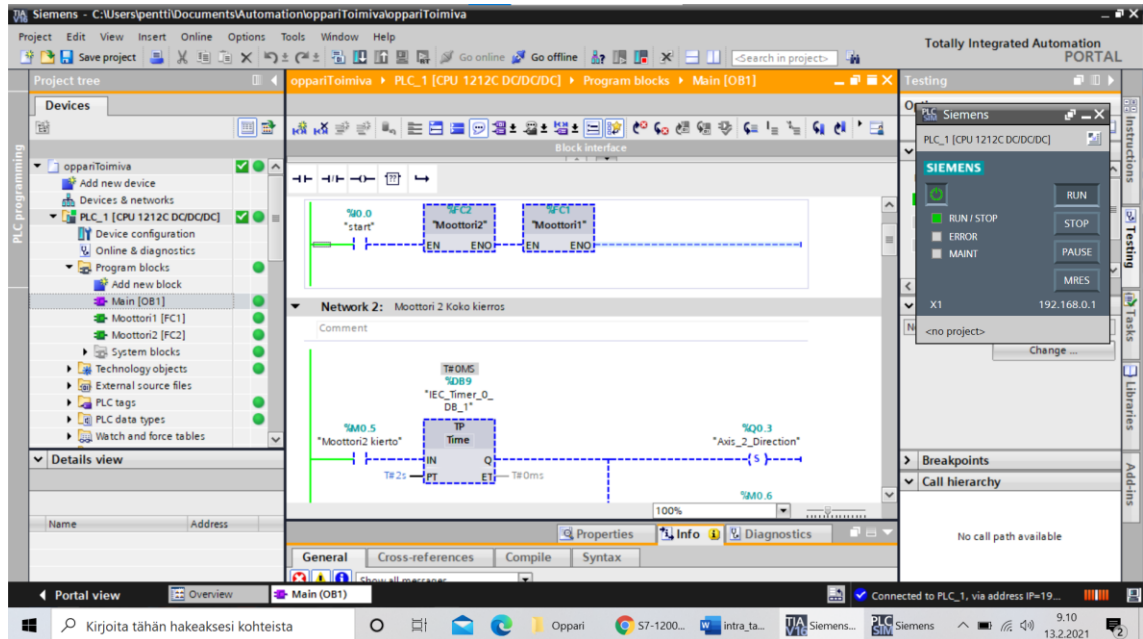 Siemens - C:\Users\pentti\Documents\Automation\oppariToimiva\oppariToimiva
Project Edit View Insert Online Options Tools Window Help
Totally Integrated Automation
PORTAL
Save project Go online Go offline <Search in project>
Project tree
oppariToimiva ▸ PLC_1 [CPU 1212C DC/DC/DC] ▸ Program blocks ▸ Main [OB1]
Testing
Devices
PLC programming
oppariToimiva
Add new device
Devices & networks
PLC_1 [CPU 1212C DC/DC/DC]
Device configuration
Online & diagnostics
Program blocks
Add new block
Main [OB1]
Moottori1 [FC1]
Moottori2 [FC2]
System blocks
Technology objects
External source files
PLC tags
PLC data types
Watch and force tables
Details view
Name Address
Block interface
%I0.0
"start"
%FC2
"Moottori2"
EN ENO
%FC1
"Moottori1"
EN ENO
Network 2: Moottori 2 Koko kierros
Comment
T#0MS
%DB9
"IEC_Timer_0_
DB_1"
%M0.5
"Moottori2 kierto"
TP
Time
IN Q
T#2s PT ET T#0ms
%Q0.3
"Axis_2_Direction"
S
%M0.6
100%
Properties Info Diagnostics
General Cross-references Compile Syntax
Show all messages
Siemens
PLC_1 [CPU 1212C DC/DC/DC]
SIEMENS
RUN
RUN / STOP
STOP
ERROR
MAINT
PAUSE
MRES
X1 192.168.0.1
<no project>
Change ...
Breakpoints
Call hierarchy
No call path available
Instructions
Testing
Tasks
Libraries
Add-ins
Portal view Overview Main (OB1)
Connected to PLC_1, via address IP=19...
Kirjoita tähän hakeaksesi kohteista
Oppari
S7-1200...
intra_ta...
Siemens...
Siemens
9.10
13.2.2021